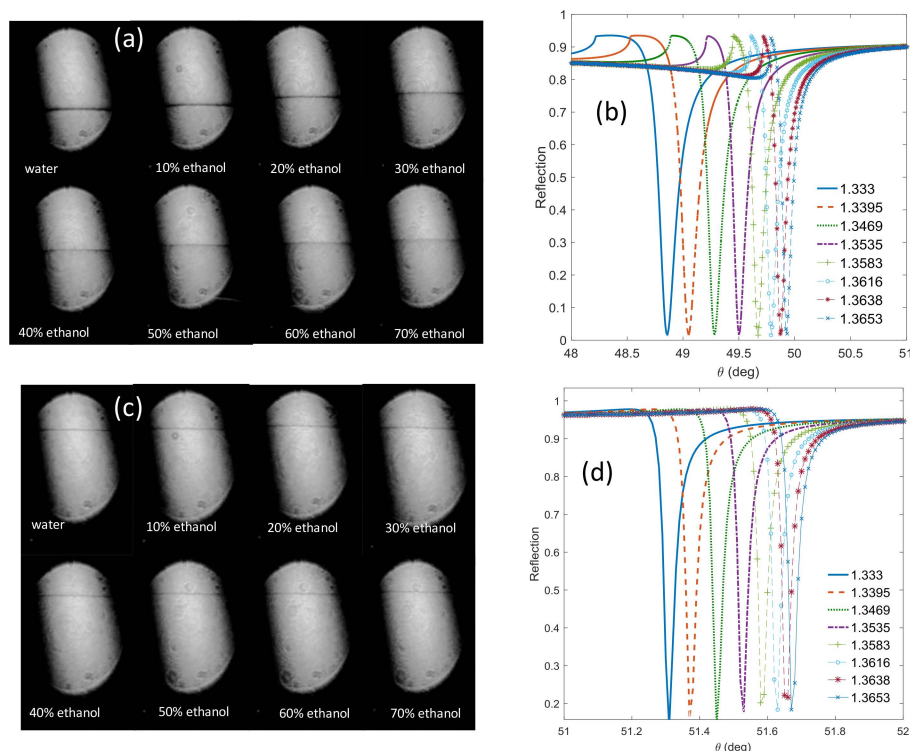 (a)
water
10% ethanol
20% ethanol
30% ethanol
40% ethanol
50% ethanol
60% ethanol
70% ethanol
(b)
Reflection
1
0.9
0.8
0.7
0.6
0.5
0.4
0.3
0.2
0.1
0
48
48.5
49
49.5
50
50.5
51
θ (deg)
1.333
1.3395
1.3469
1.3535
1.3583
1.3616
1.3638
1.3653
(c)
water
10% ethanol
20% ethanol
30% ethanol
40% ethanol
50% ethanol
60% ethanol
70% ethanol
(d)
Reflection
1
0.9
0.8
0.7
0.6
0.5
0.4
0.3
0.2
51
51.2
51.4
51.6
51.8
52
θ (deg)
1.333
1.3395
1.3469
1.3535
1.3583
1.3616
1.3638
1.3653